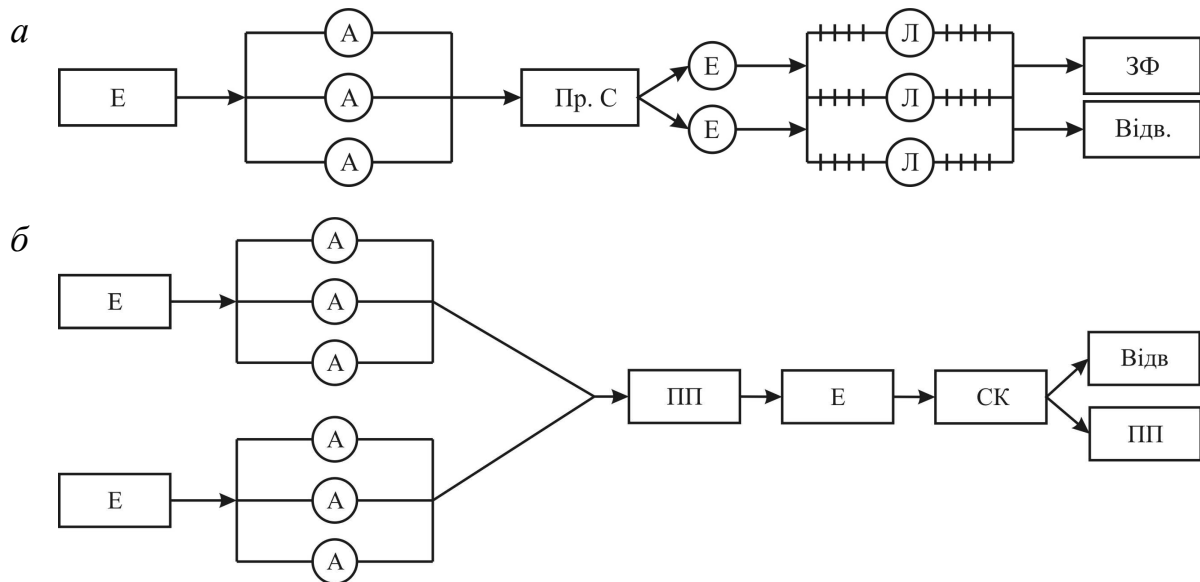 а
А
Е А Пр. С Е Л ЗФ
А Е Л Відв.
А Л
б
А
Е А
А
ПП Е СК Відв
ПП
А
Е А
А